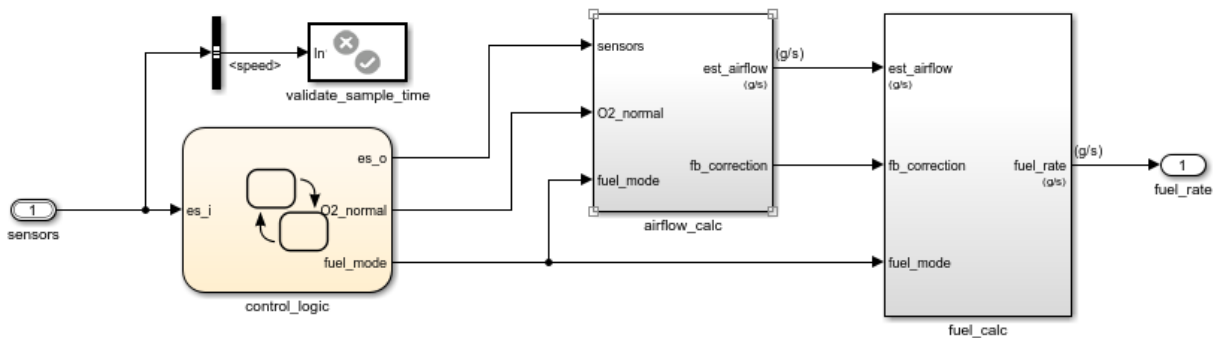 <speed>
In
validate_sample_time
1
sensors
es_i
es_o
O2_normal
fuel_mode
control_logic
sensors
O2_normal
fuel_mode
est_airflow
(g/s)
fb_correction
airflow_calc
(g/s)
est_airflow
(g/s)
fb_correction
fuel_mode
fuel_rate
(g/s)
fuel_calc
(g/s)
1
fuel_rate